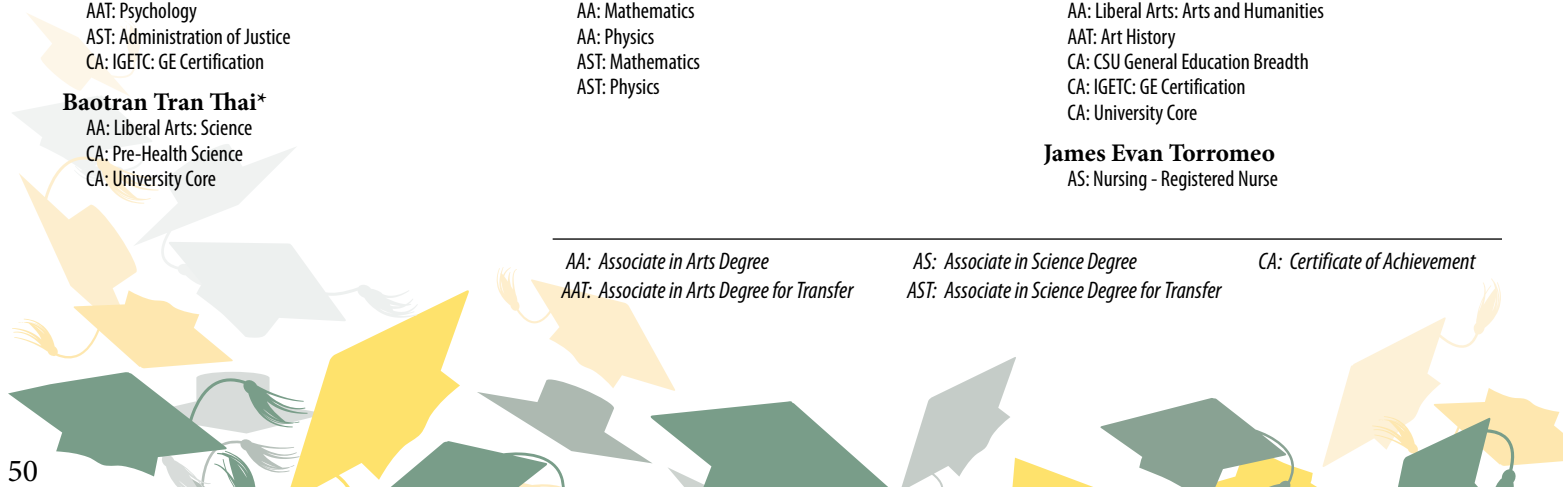 AAT: Psychology
AST: Administration of Justice
CA: IGETC: GE Certification
Baotran Tran Thai*
AA: Liberal Arts: Science
CA: Pre-Health Science
CA: University Core
AA: Mathematics
AA: Physics
AST: Mathematics
AST: Physics
AA: Liberal Arts: Arts and Humanities
AAT: Art History
CA: CSU General Education Breadth
CA: IGETC: GE Certification
CA: University Core
James Evan Torromeo
AS: Nursing - Registered Nurse
AA: Associate in Arts Degree
AS: Associate in Science Degree
CA: Certificate of Achievement
AAT: Associate in Arts Degree for Transfer
AST: Associate in Science Degree for Transfer
50